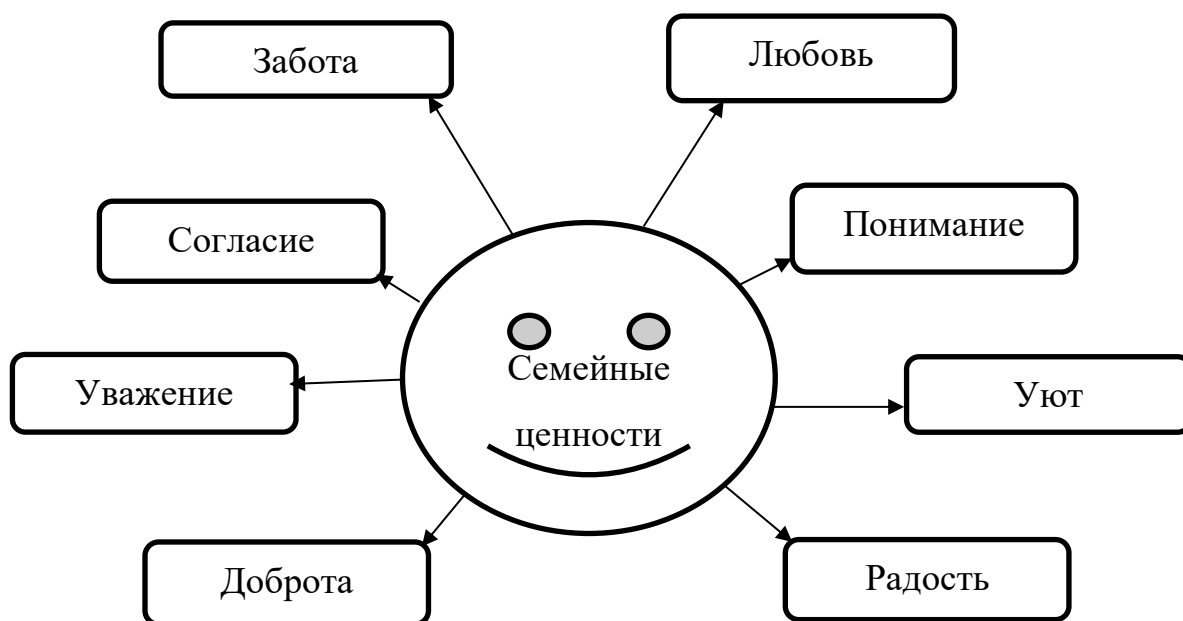 Забота
Любовь
Согласие
Понимание
Семейные
ценности
Уважение
Уют
Доброта
Радость